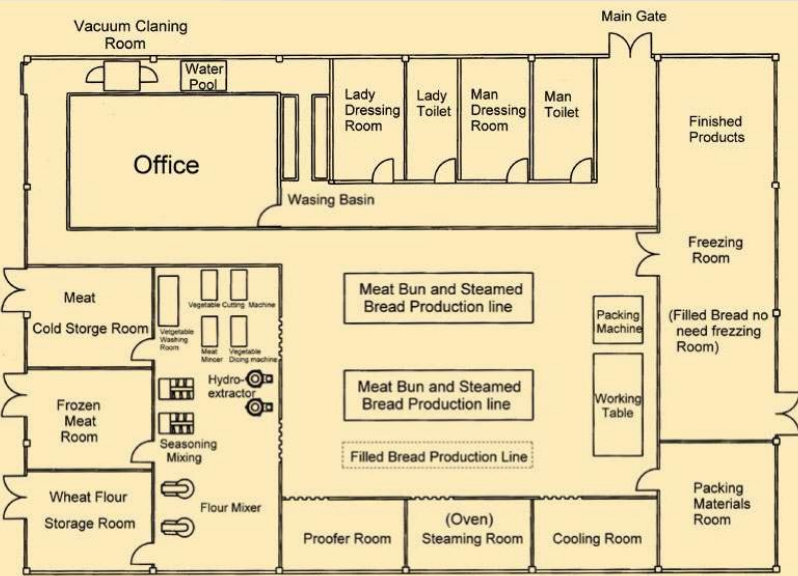 Main Gate
Vacuum Claning
Room
Water
Pool
Office
Lady
Dressing
Room
Lady
Toilet
Man
Dressing
Room
Man
Toilet
Wasing Basin
Finished
Products
Freezing
Room
(Filled Bread no
need frezzing
Room)
Meat
Cold Storge Room
Vetgetable
Washing
Room
Vegetable Cutting Machine
Meat
Mincer
Vegetable
Dicing machine
Hydro-
extractor
Seasoning
Mixing
Flour Mixer
Frozen
Meat
Room
Wheat Flour
Storage Room
Meat Bun and Steamed
Bread Production line
Meat Bun and Steamed
Bread Production line
Filled Bread Production Line
Packing
Machine
Working
Table
Proofer Room
(Oven)
Steaming Room
Cooling Room
Packing
Materials
Room